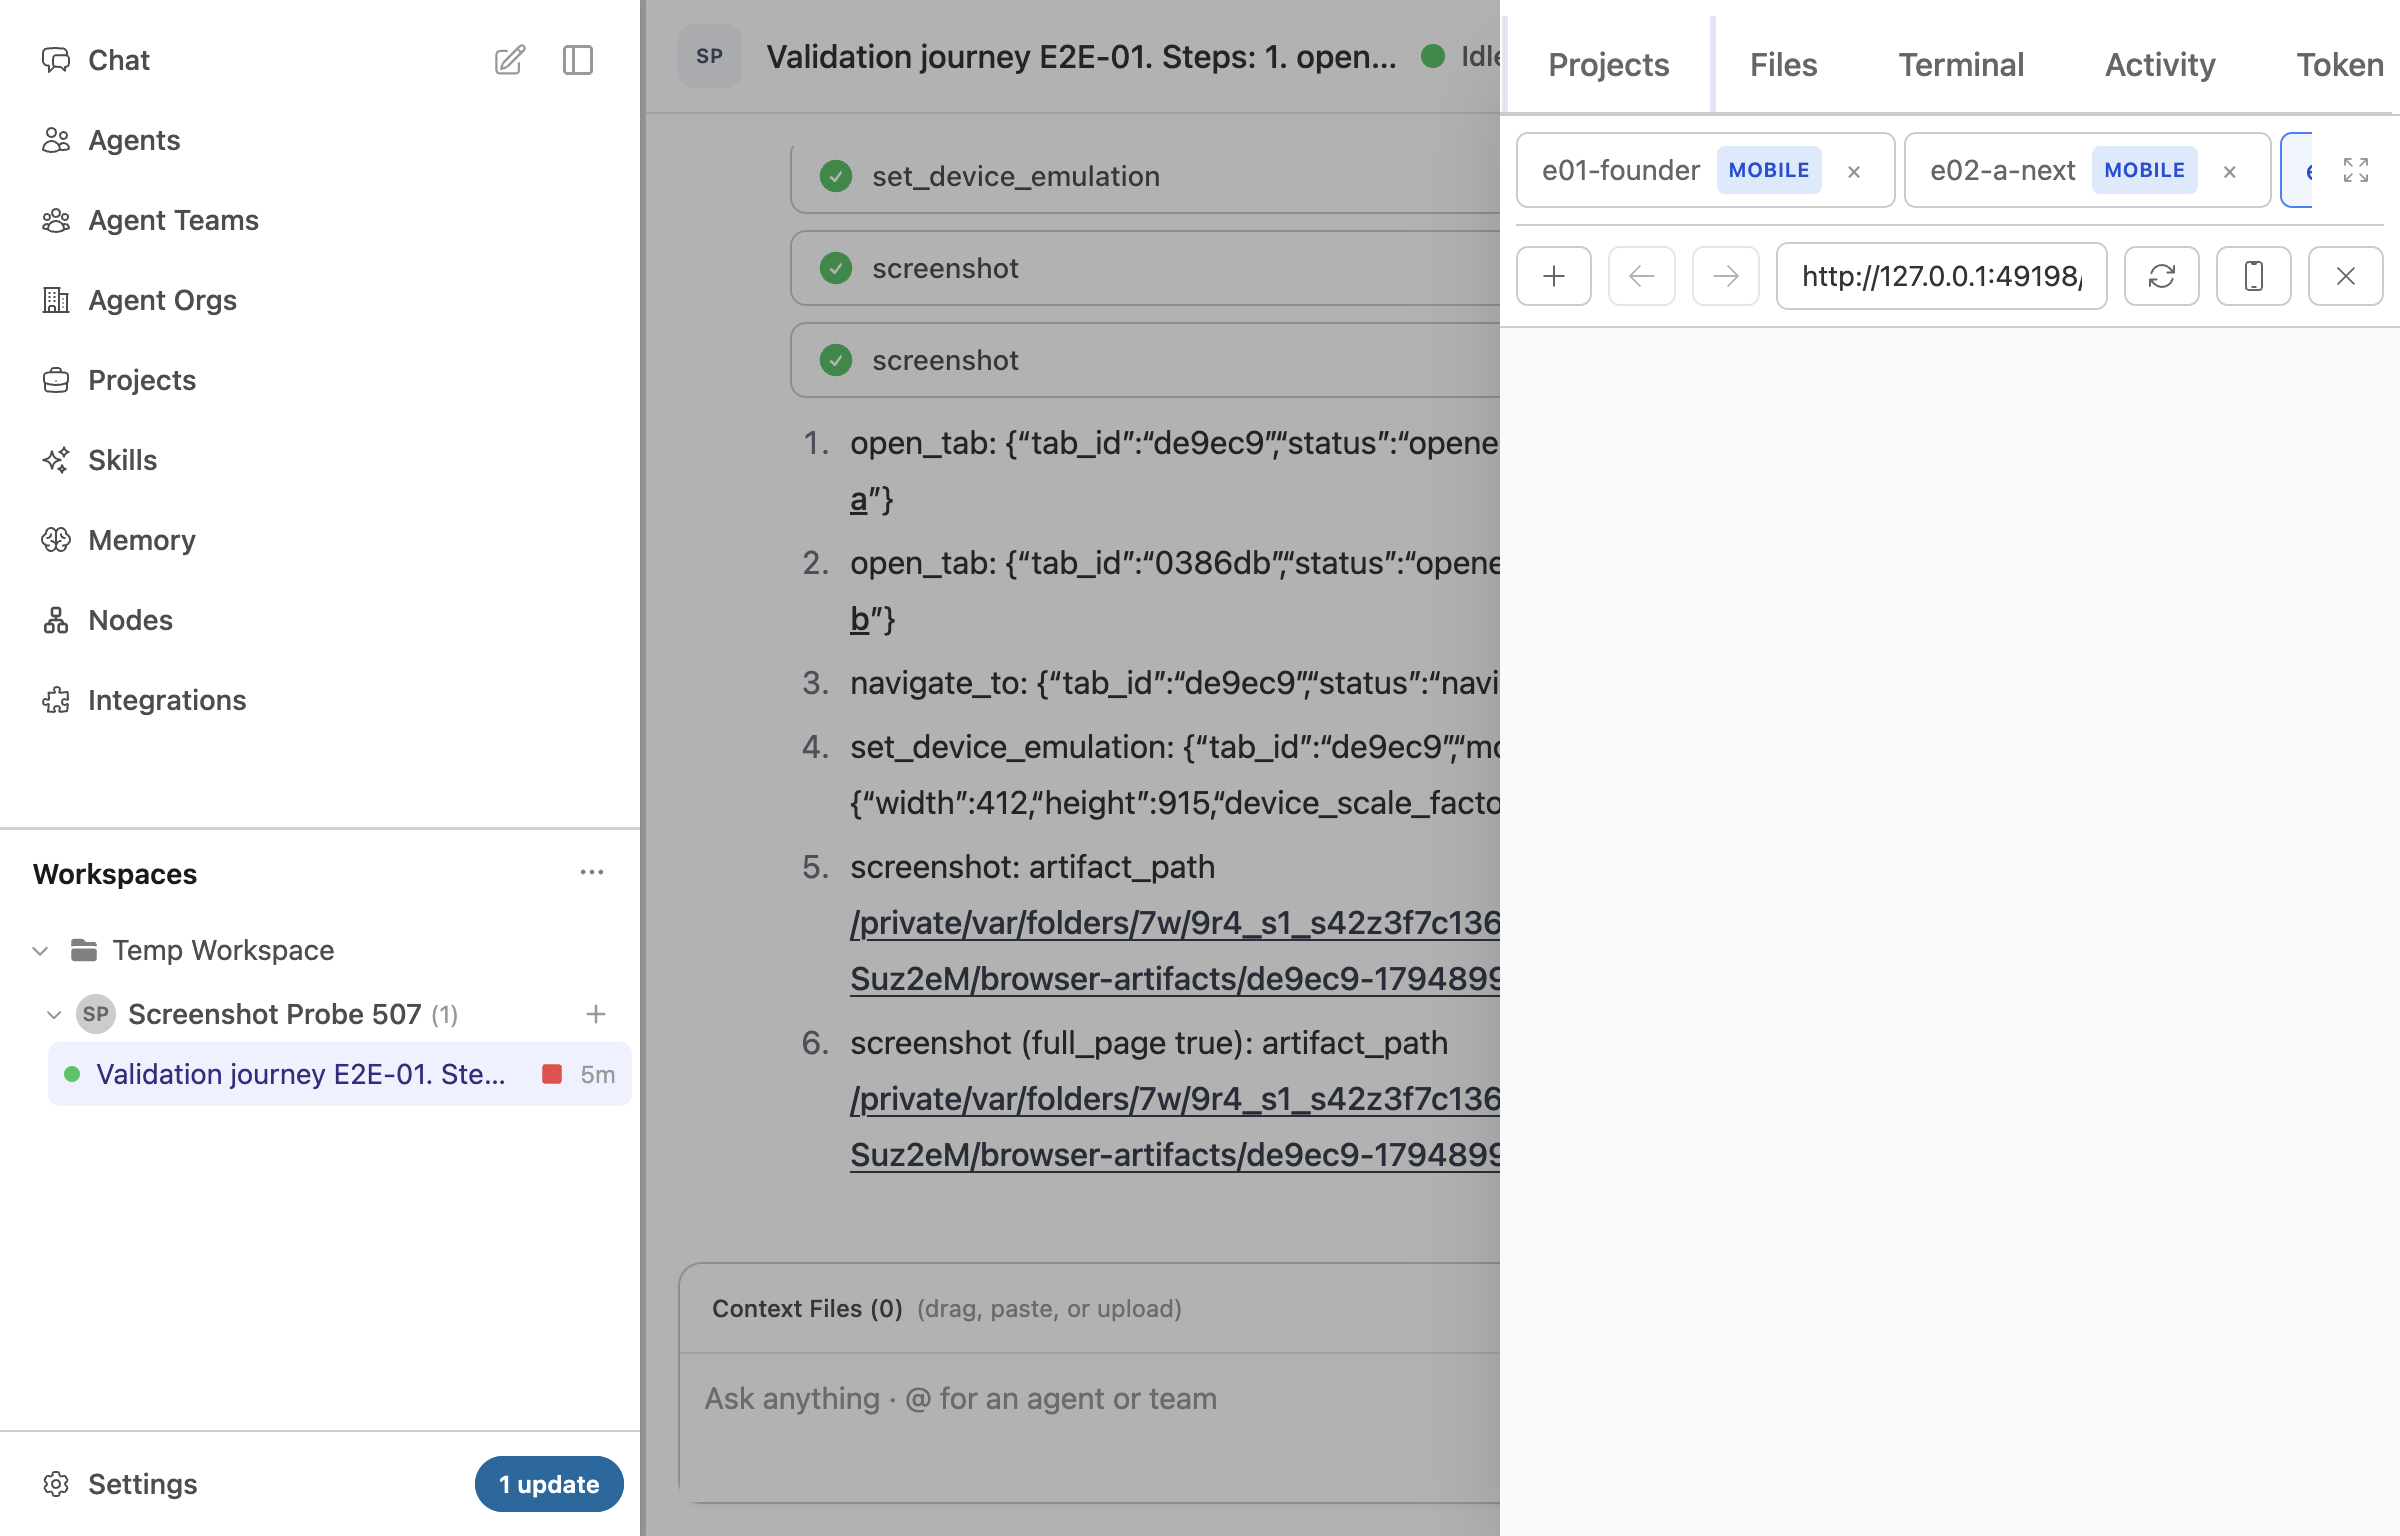 Chat
Agents
Agent Teams
Agent Orgs
Projects
Skills
Memory
Nodes
Integrations
Workspaces
Temp Workspace
SP Screenshot Probe 507 (1)
Validation journey E2E-01. Ste... 5m
Settings
1 update
SP Validation journey E2E-01. Steps: 1. open... Idle
set_device_emulation
screenshot
screenshot
1. open_tab: {“tab_id”:“de9ec9”,“status”:“opene
a”}
2. open_tab: {“tab_id”:“0386db”,“status”:“opene
b”}
3. navigate_to: {“tab_id”:“de9ec9”,“status”:“navi
4. set_device_emulation: {“tab_id”:“de9ec9”,“mo
{“width”:412,“height”:915,“device_scale_facto
5. screenshot: artifact_path
/private/var/folders/7w/9r4_s1_s42z3f7c136
Suz2eM/browser-artifacts/de9ec9-1794899
6. screenshot (full_page true): artifact_path
/private/var/folders/7w/9r4_s1_s42z3f7c136
Suz2eM/browser-artifacts/de9ec9-1794899
Context Files (0) (drag, paste, or upload)
Ask anything · @ for an agent or team
Projects Files Terminal Activity Token
e01-founder MOBILE × e02-a-next MOBILE × e
http://127.0.0.1:49198/